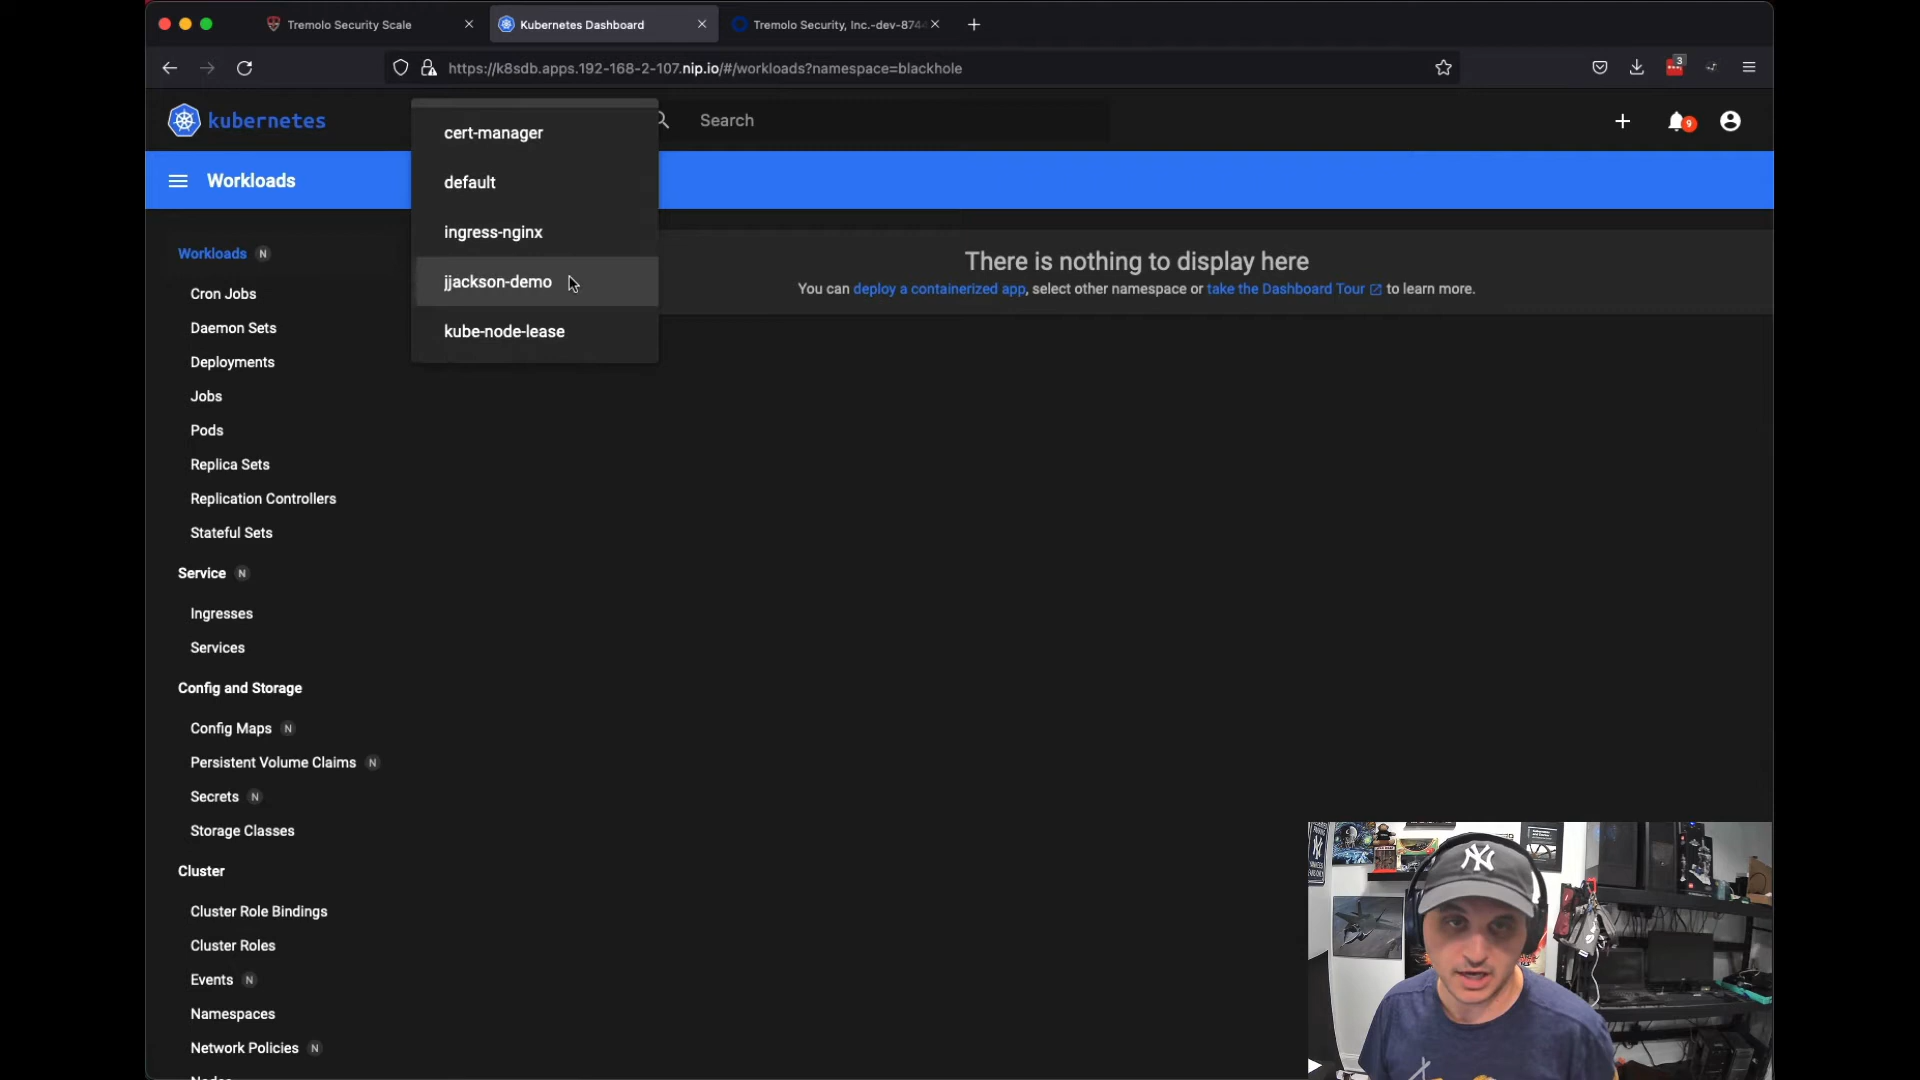 Tremolo Security Scale
Kubernetes Dashboard
Tremolo Security, Inc.-dev-874
https://k8sdb.apps.192-168-2-107.nip.io/#/workloads?namespace=blackhole
3
kubernetes
Search
9
Workloads
cert-manager
default
ingress-nginx
jjackson-demo
kube-node-lease
There is nothing to display here
You can deploy a containerized app, select other namespace or take the Dashboard Tour to learn more.
Workloads N
Cron Jobs
Daemon Sets
Deployments
Jobs
Pods
Replica Sets
Replication Controllers
Stateful Sets
Service N
Ingresses
Services
Config and Storage
Config Maps N
Persistent Volume Claims N
Secrets N
Storage Classes
Cluster
Cluster Role Bindings
Cluster Roles
Events N
Namespaces
Network Policies N
NY